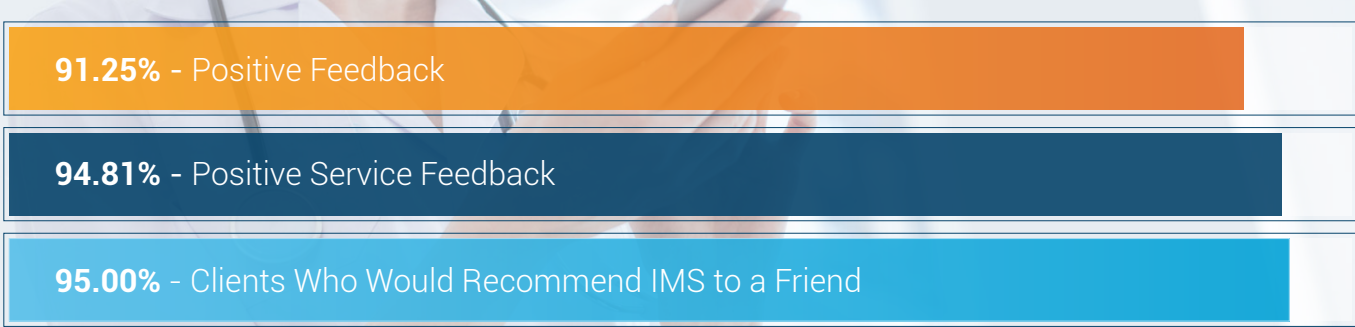 91.25% - Positive Feedback
94.81% - Positive Service Feedback
95.00% - Clients Who Would Recommend IMS to a Friend